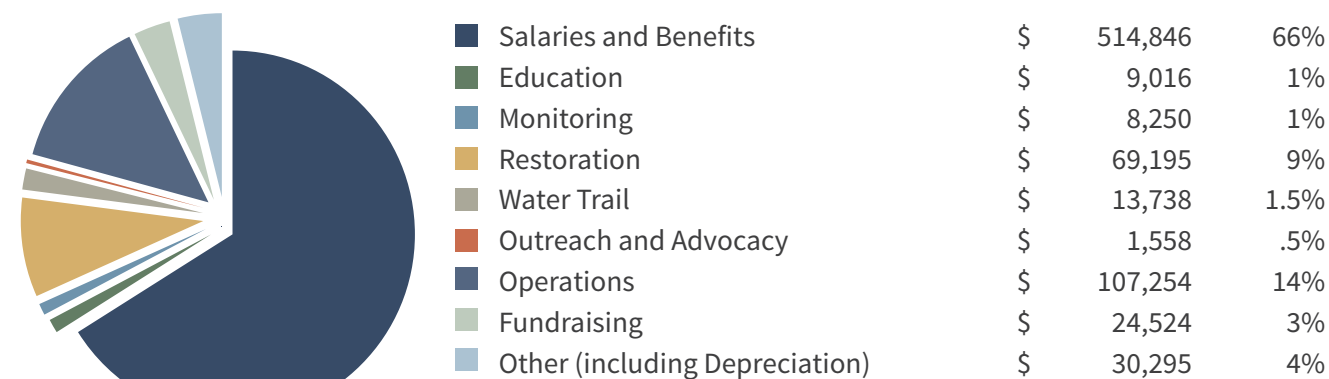 Salaries and Benefits $ 514,846 66%
Education $ 9,016 1%
Monitoring $ 8,250 1%
Restoration $ 69,195 9%
Water Trail $ 13,738 1.5%
Outreach and Advocacy $ 1,558 .5%
Operations $ 107,254 14%
Fundraising $ 24,524 3%
Other (including Depreciation) $ 30,295 4%